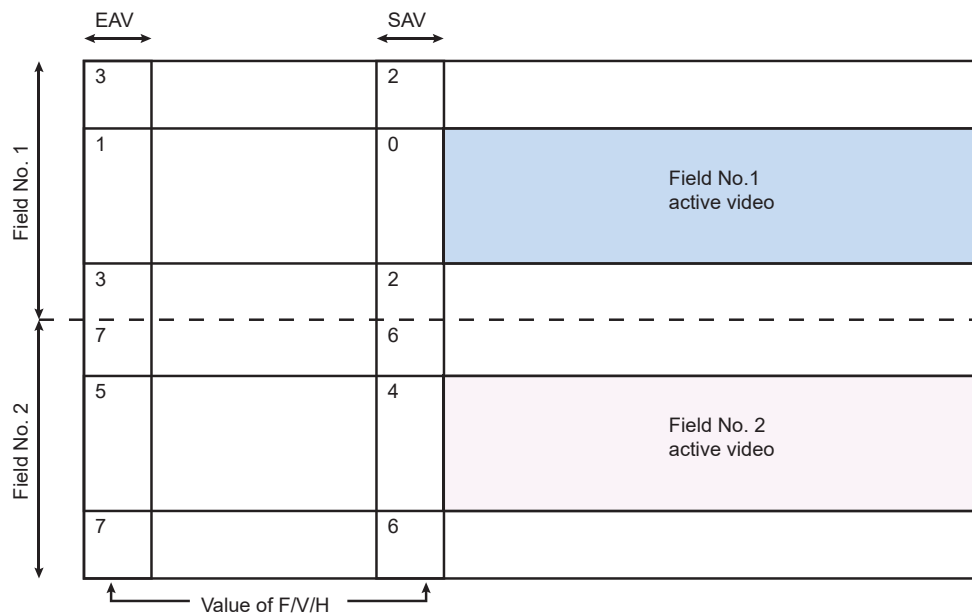 EAV SAV
3 2
1 0
Field No.1
active video
3 2
7 6
5 4
Field No. 2
active video
7 6
Value of F/V/H
Field No. 1
Field No. 2